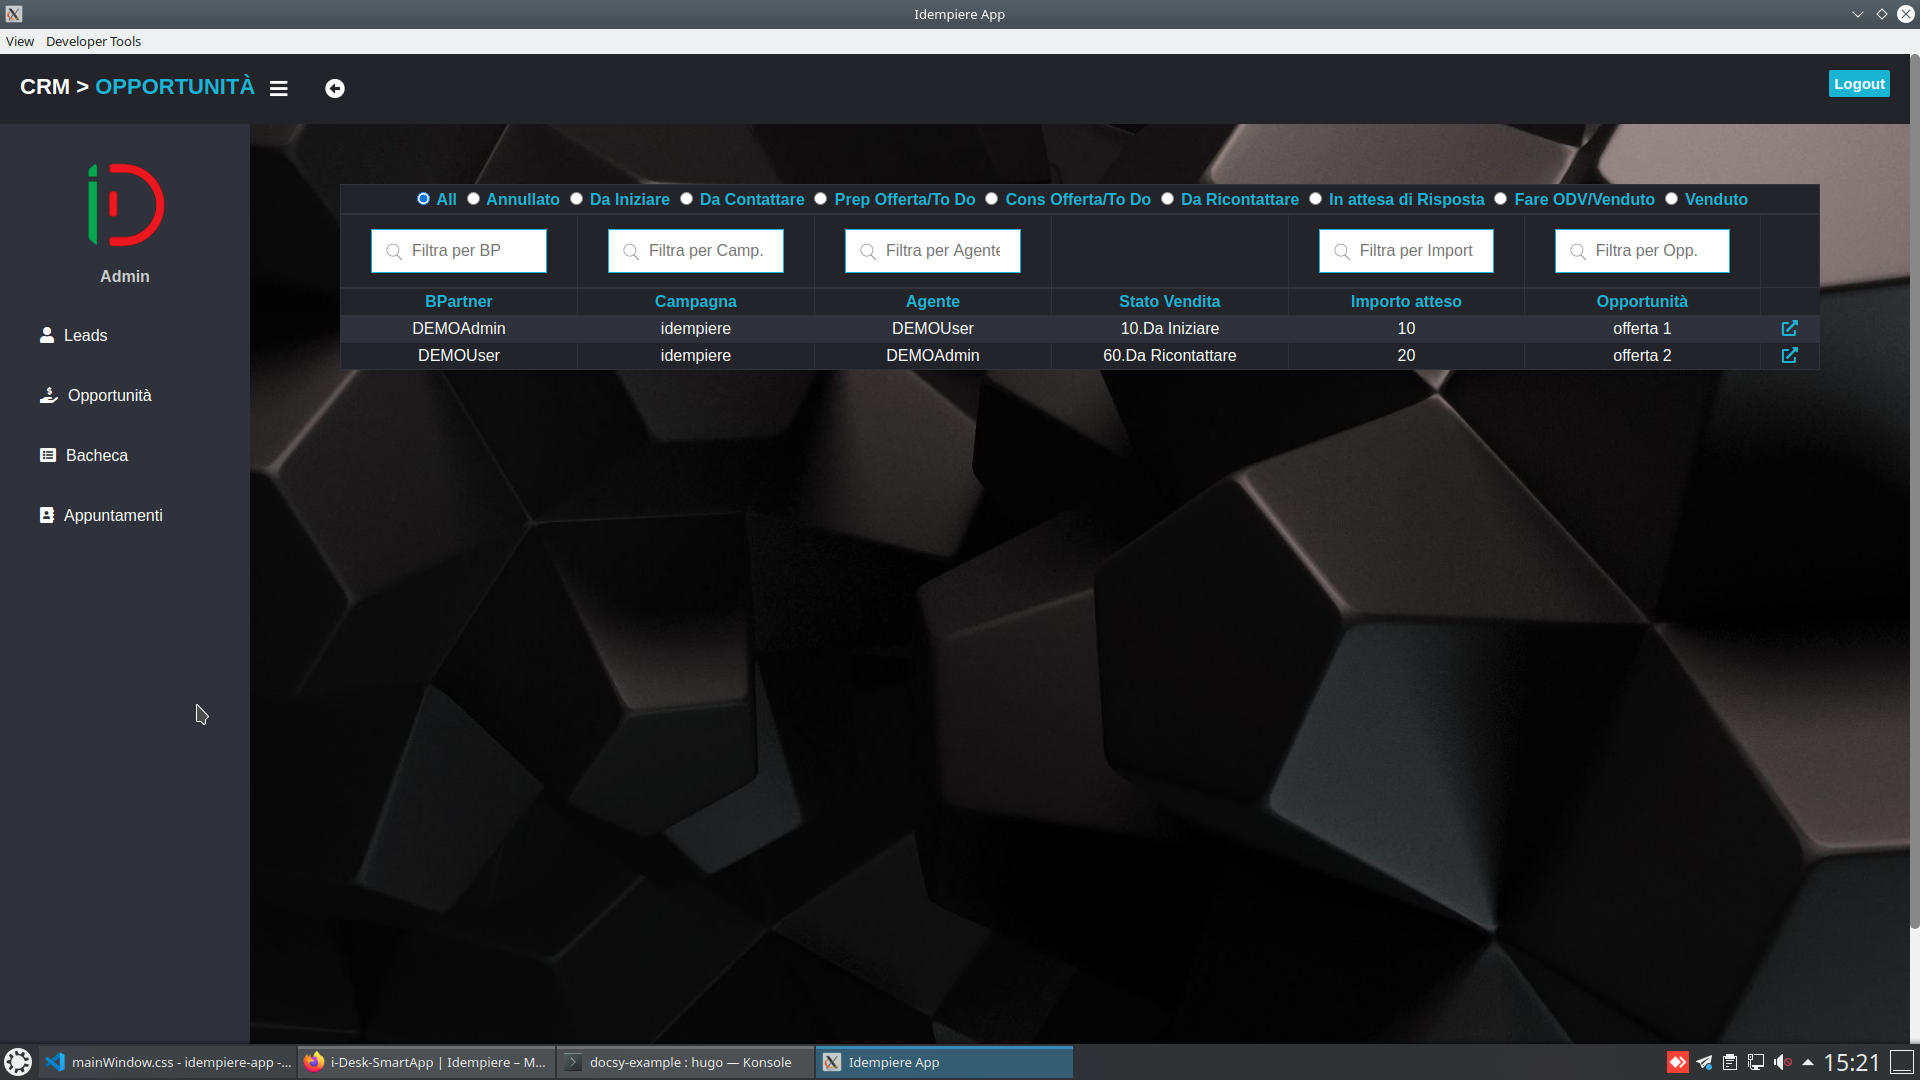 Idempiere App
View Developer Tools
CRM > OPPORTUNITÀ
Logout
iD
Admin
Leads
Opportunità
Bacheca
Appuntamenti
All Annullato Da Iniziare Da Contattare Prep Offerta/To Do Cons Offerta/To Do Da Ricontattare In attesa di Risposta Fare ODV/Venduto Venduto
Filtra per BP Filtra per Camp. Filtra per Agente Filtra per Import Filtra per Opp.
BPartner Campagna Agente Stato Vendita Importo atteso Opportunità
DEMOAdmin idempiere DEMOUser 10.Da Iniziare 10 offerta 1
DEMOUser idempiere DEMOAdmin 60.Da Ricontattare 20 offerta 2
mainWindow.css - idempiere-app -... i-Desk-SmartApp | Idempiere – M... docsy-example : hugo — Konsole Idempiere App 15:21